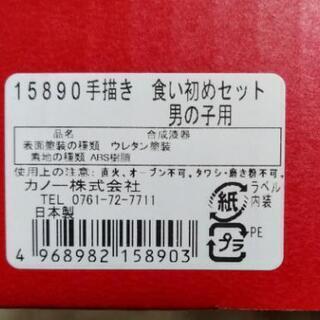 15890手描き 食い初めセット
男の子用
品名 合成漆器
表面塗装の種類 ウレタン塗装
素地の種類 ABS樹脂
使用上の注意:直火、オーブン不可、タワシ・磨き粉不可。
カノー株式会社
TEL 0761-72-7711
日本製
紙
ラベル
内装
プラ
PE
4 968982 158903